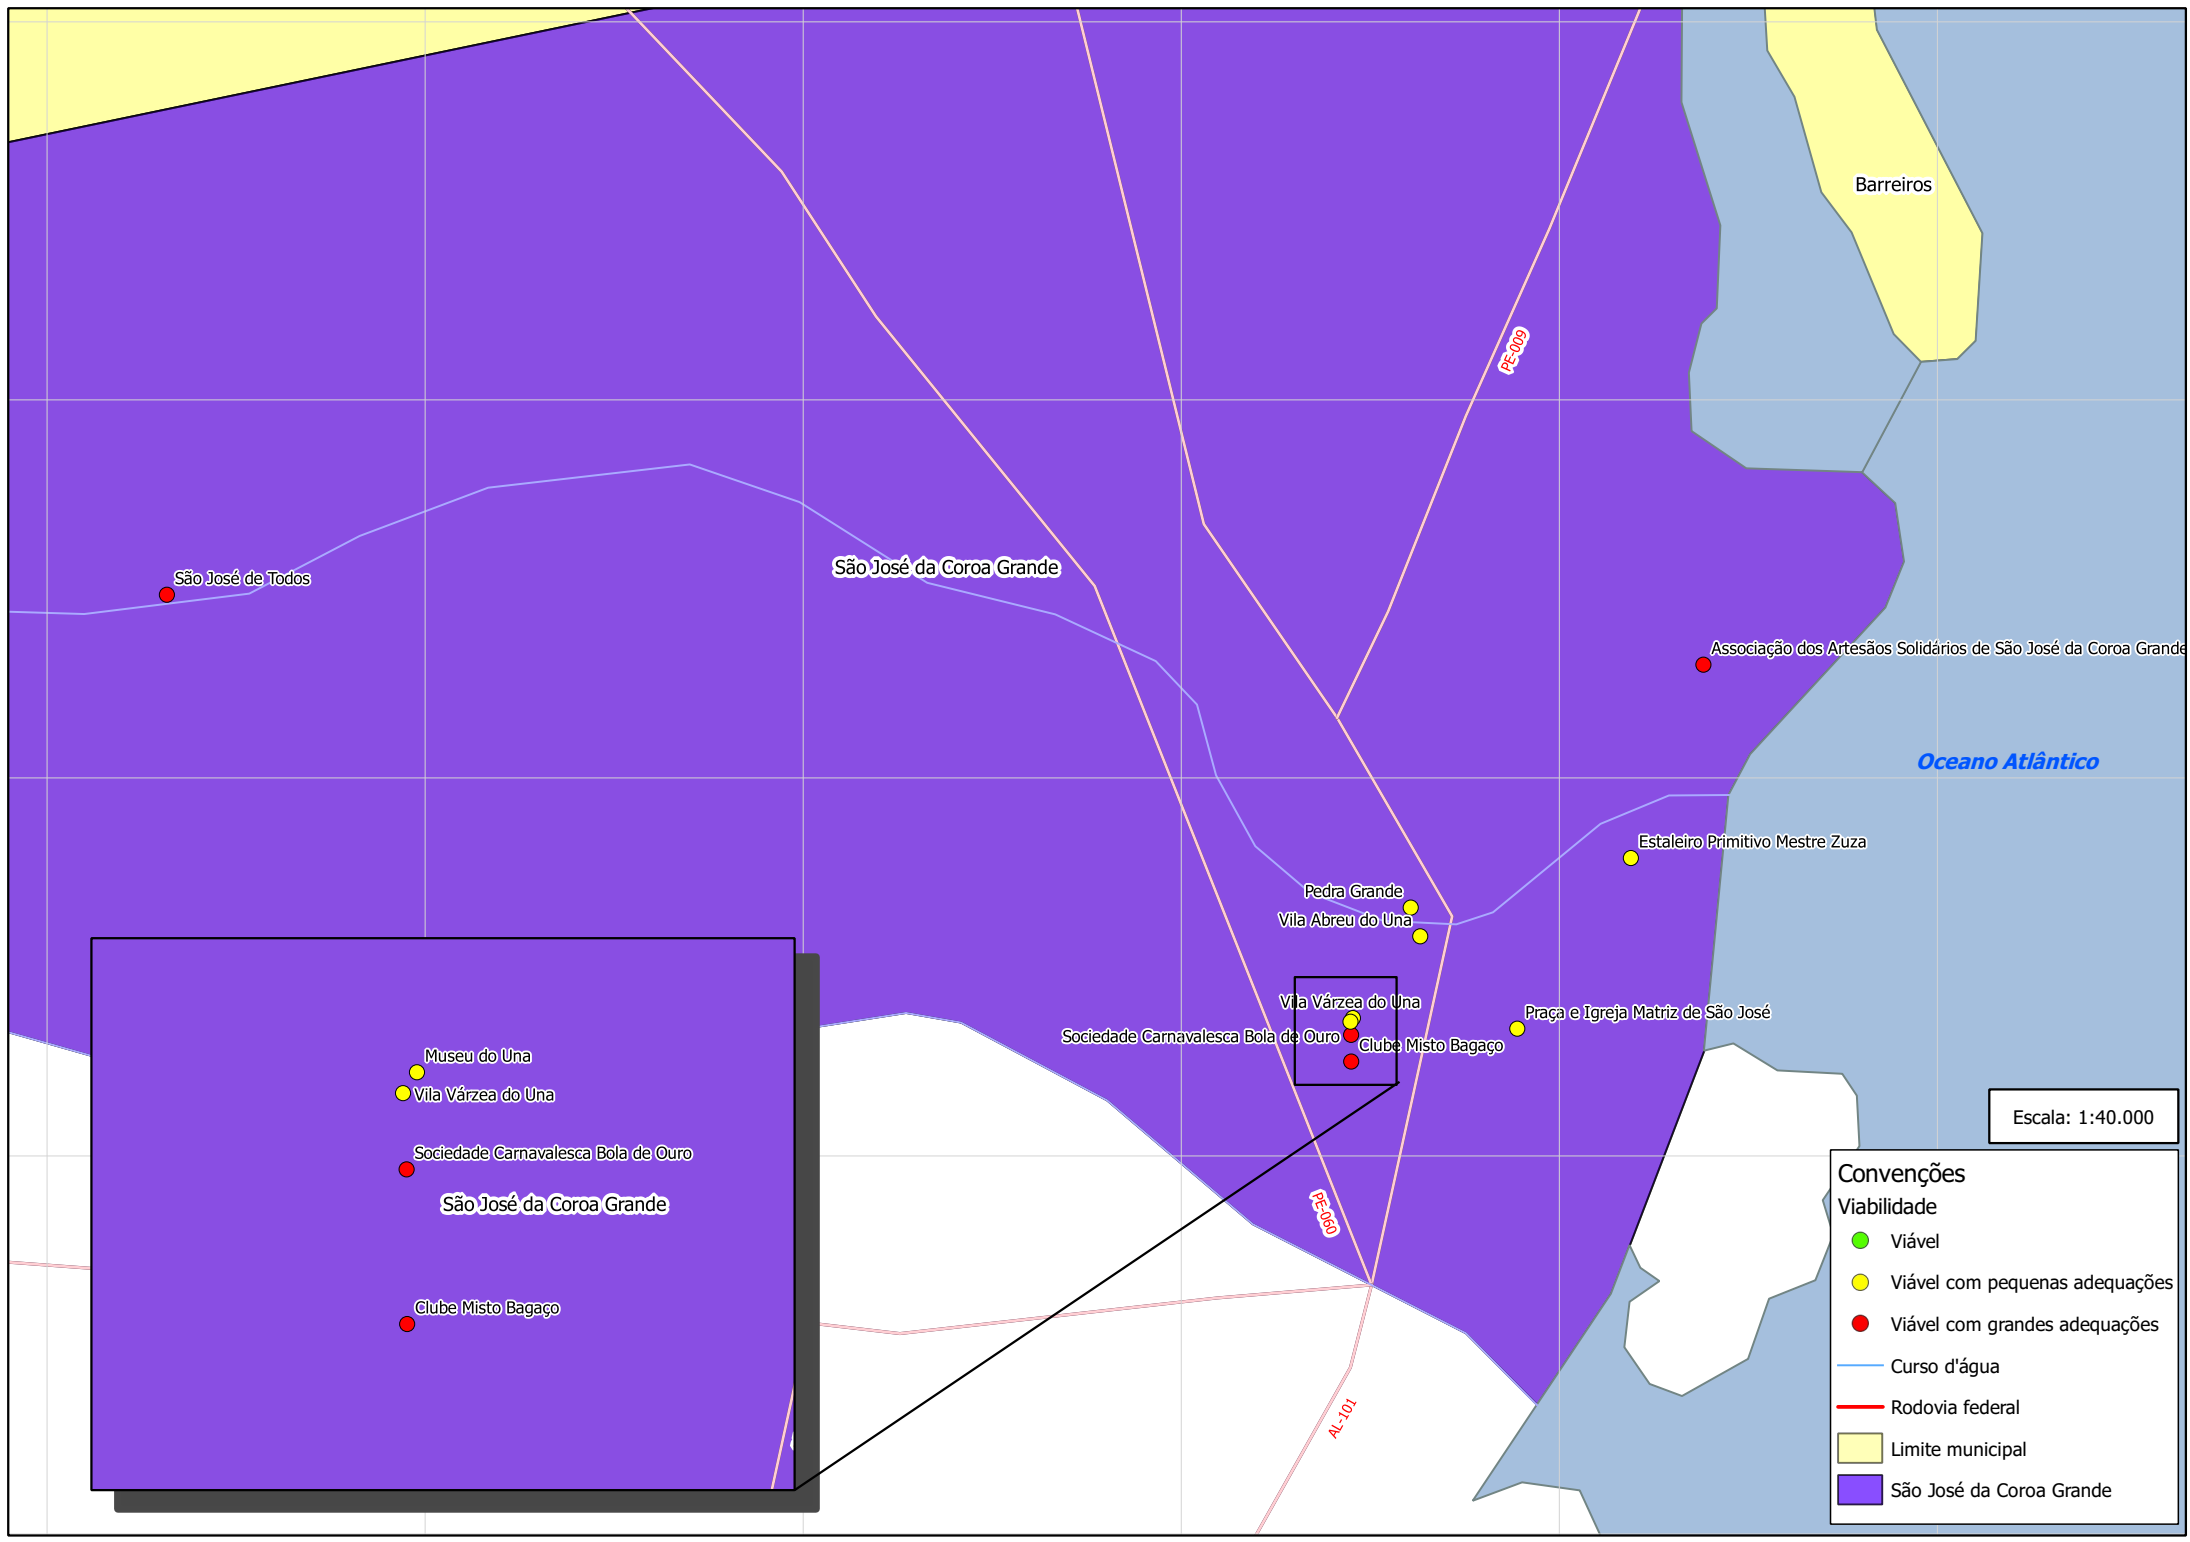 Barreiros
PE-009
São José da Coroa Grande
São José de Todos
Associação dos Artesãos Solidários de São José da Coroa Grande
Oceano Atlântico
Estaleiro Primitivo Mestre Zuza
Pedra Grande
Vila Abreu do Una
Vila Várzea do Una
Praça e Igreja Matriz de São José
Sociedade Carnavalesca Bola de Ouro
Clube Misto Bagaço
Museu do Una
Vila Várzea do Una
Sociedade Carnavalesca Bola de Ouro
São José da Coroa Grande
Clube Misto Bagaço
PE-060
AL-101
Escala: 1:40.000
Convenções
Viabilidade
Viável
Viável com pequenas adequações
Viável com grandes adequações
Curso d'água
Rodovia federal
Limite municipal
São José da Coroa Grande